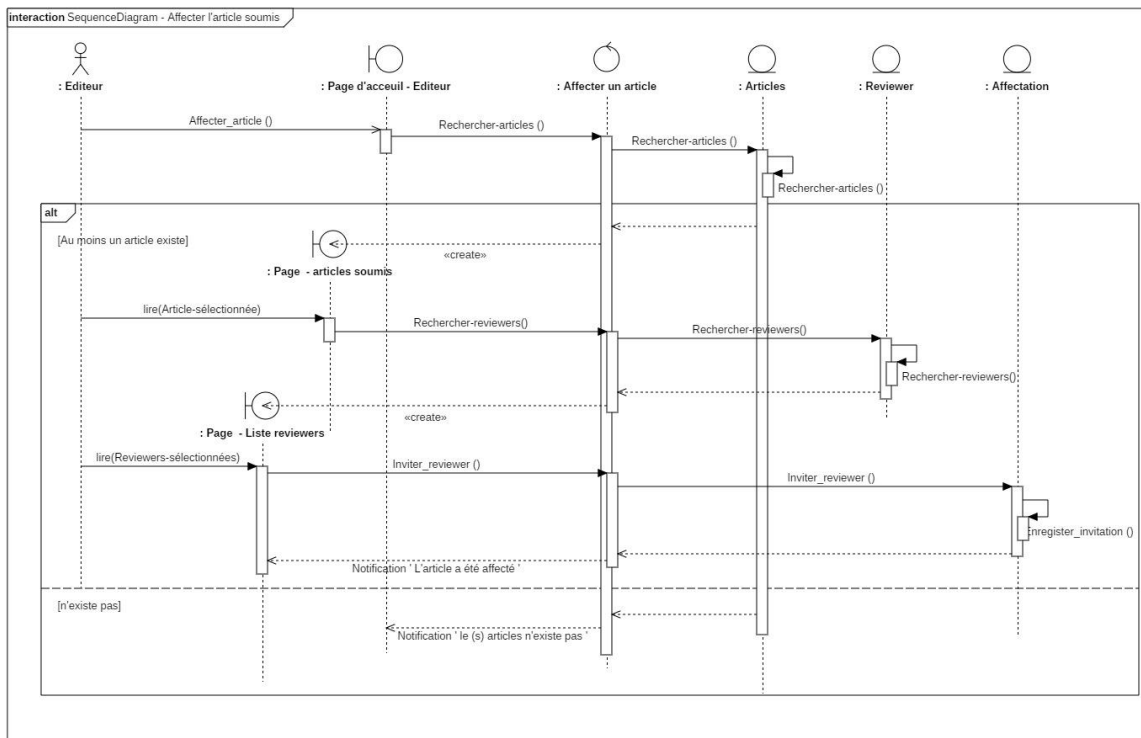 interaction SequenceDiagram - Affecter l'article soumis
: Editeur
: Page d'acceuil - Editeur
: Affecter un article
: Articles
: Reviewer
: Affectation
Affecter_article ()
Rechercher-articles ()
Rechercher-articles ()
Rechercher-articles ()
alt
[Au moins un article existe]
«create»
: Page - articles soumis
lire(Article-sélectionnée)
Rechercher-reviewers()
Rechercher-reviewers()
Rechercher-reviewers()
«create»
: Page - Liste reviewers
lire(Reviewers-sélectionnées)
Inviter_reviewer ()
Inviter_reviewer ()
Enregister_invitation ()
Notification ' L'article a été affecté '
[n'existe pas]
Notification ' le (s) articles n'existe pas '